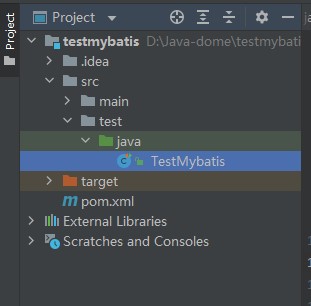 Project
Project
testmybatis D:\Java-dome\testmybati
.idea
src
main
test
java
TestMybatis
target
pom.xml
External Libraries
Scratches and Consoles